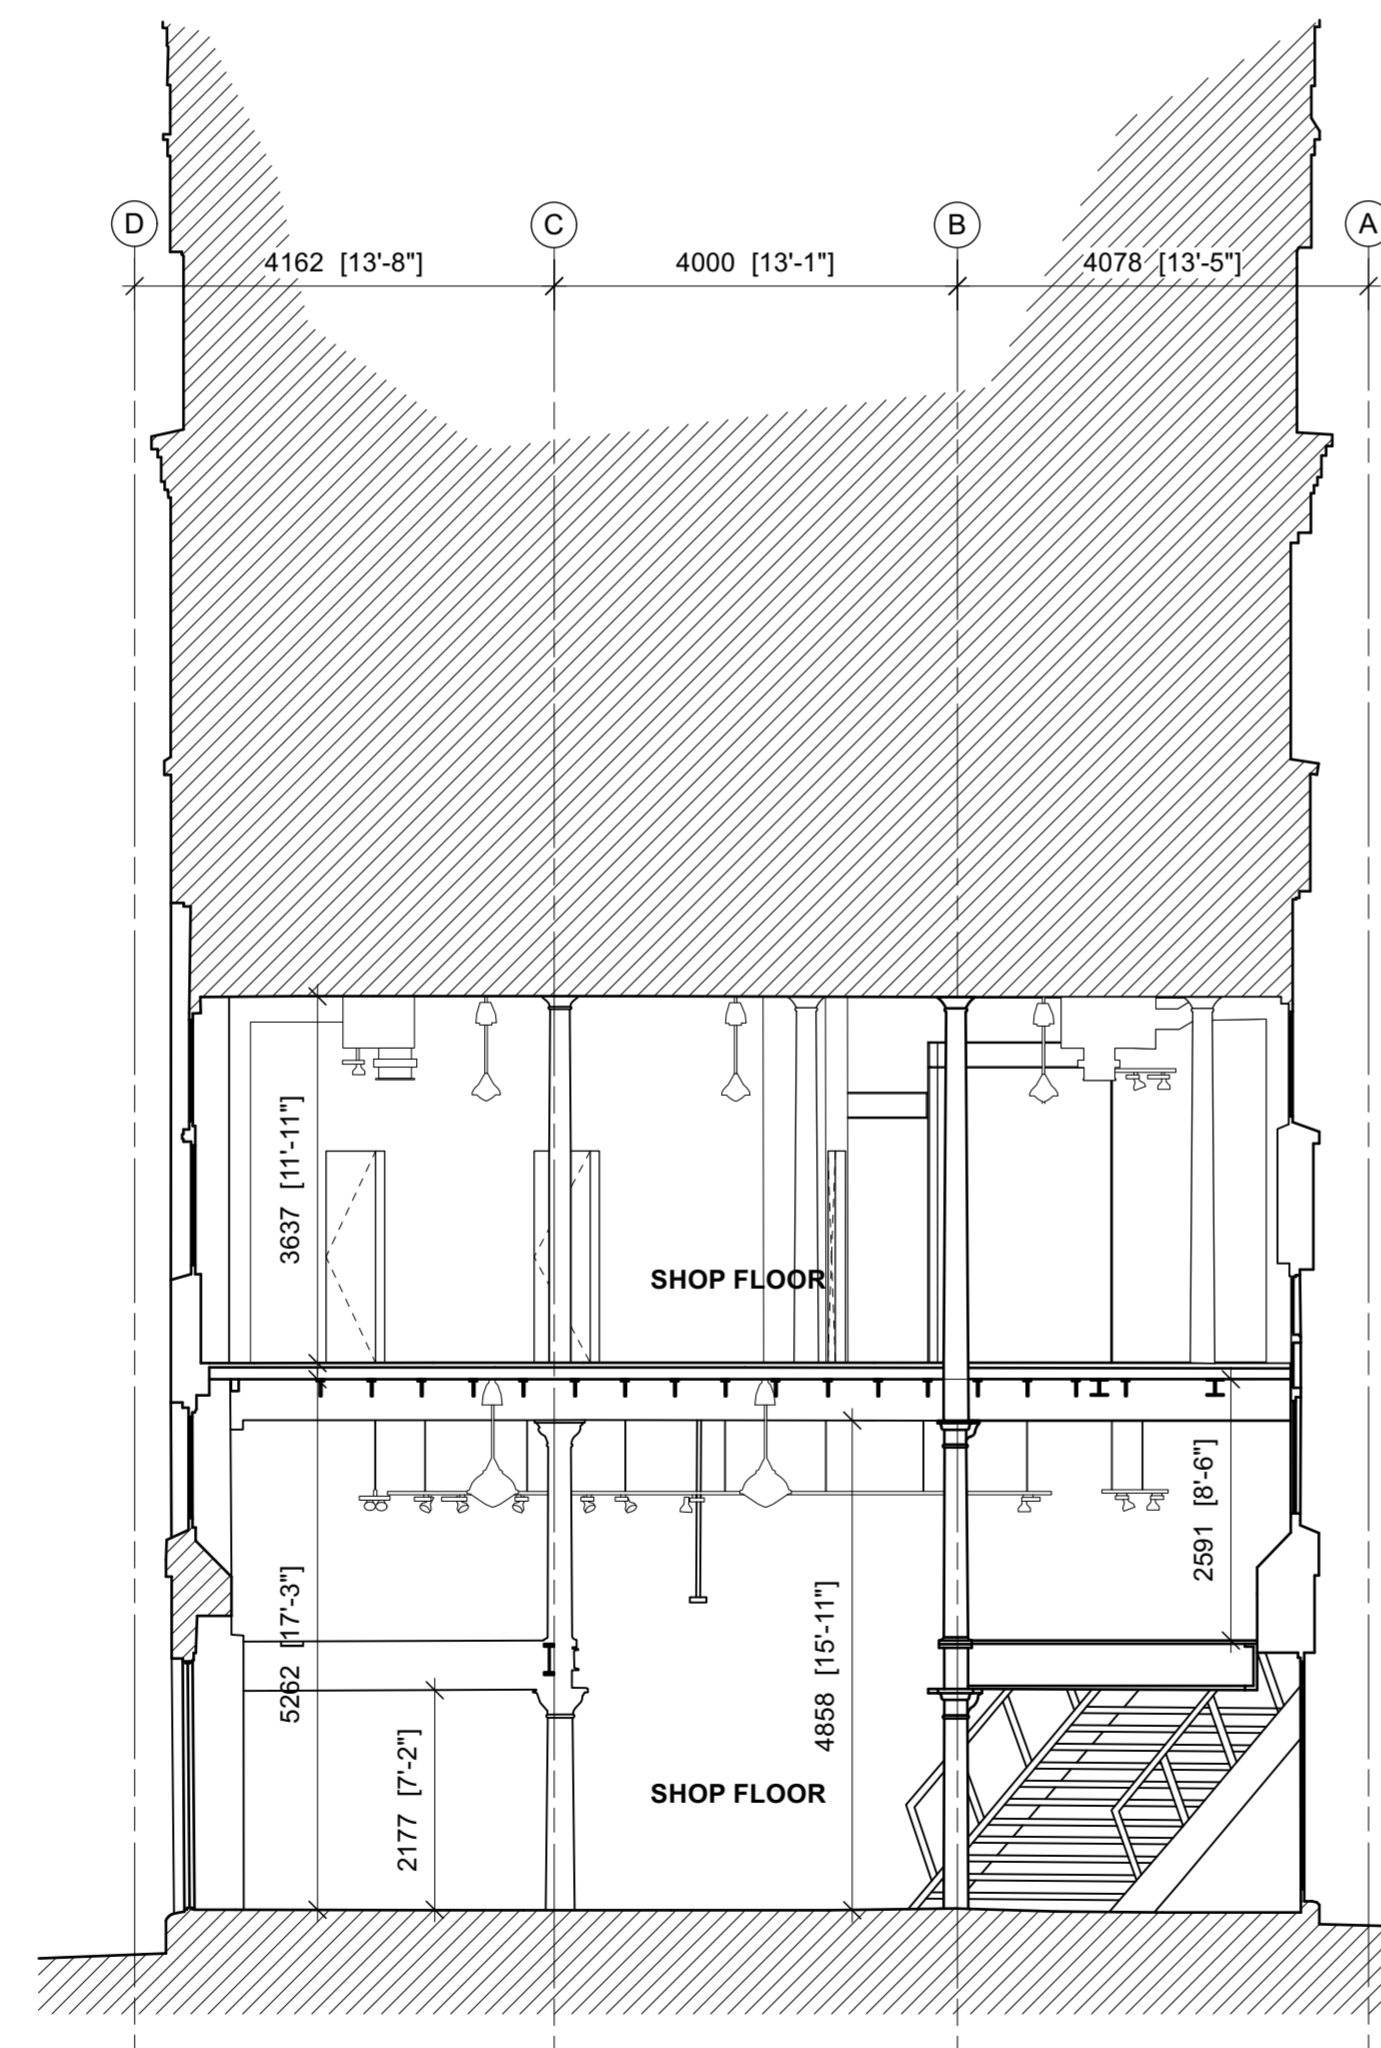 D
C
B
A
4162 [13'-8"]
4000 [13'-1"]
4078 [13'-5"]
3637 [11'-11"]
SHOP FLOOR
2591 [8'-6"]
5262 [17'-3"]
4858 [15'-11"]
2177 [7'-2"]
SHOP FLOOR